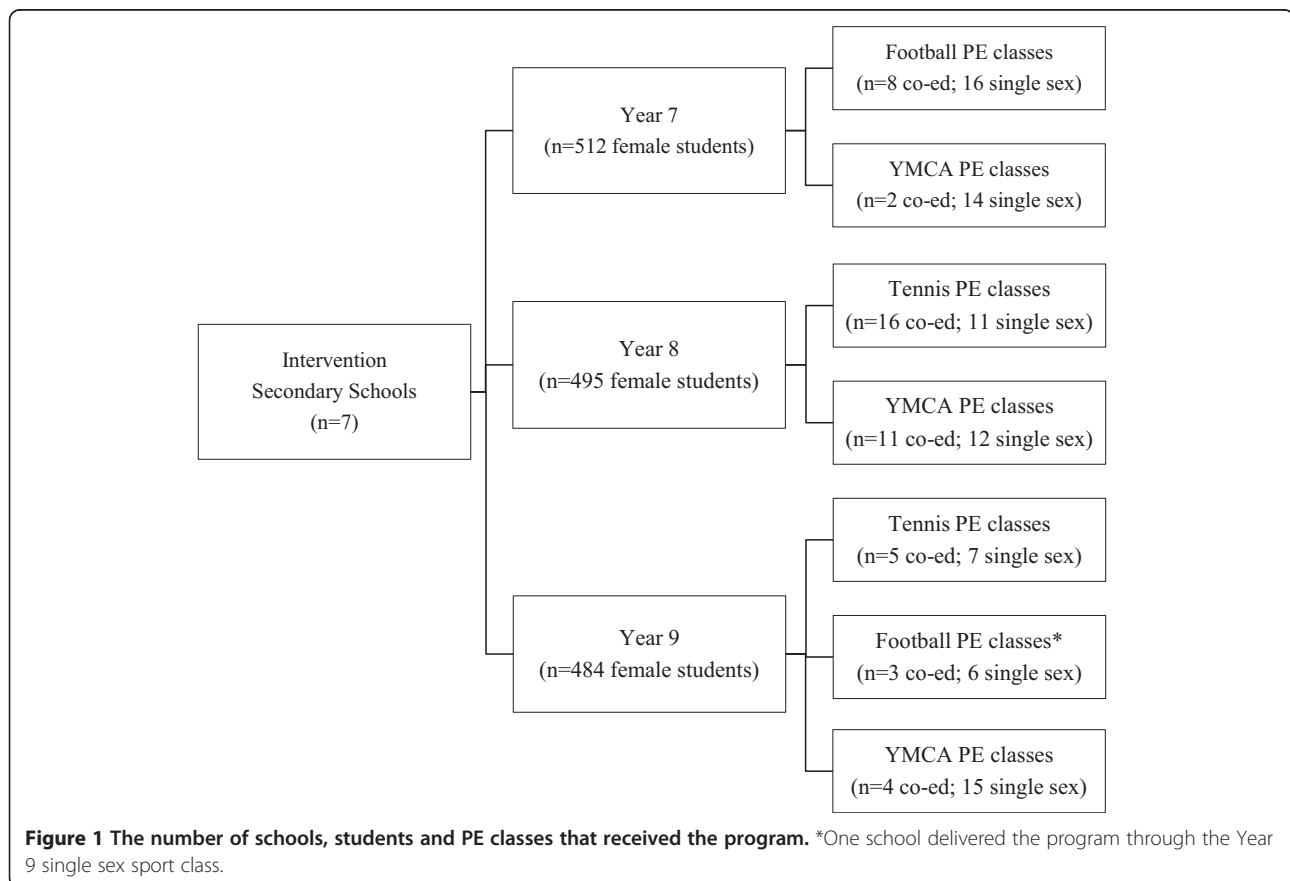 Intervention
Secondary Schools
(n=7)
Year 7
(n=512 female students)
Football PE classes
(n=8 co-ed; 16 single sex)
YMCA PE classes
(n=2 co-ed; 14 single sex)
Year 8
(n=495 female students)
Tennis PE classes
(n=16 co-ed; 11 single sex)
YMCA PE classes
(n=11 co-ed; 12 single sex)
Year 9
(n=484 female students)
Tennis PE classes
(n=5 co-ed; 7 single sex)
Football PE classes*
(n=3 co-ed; 6 single sex)
YMCA PE classes
(n=4 co-ed; 15 single sex)
Figure 1 The number of schools, students and PE classes that received the program. *One school delivered the program through the Year
9 single sex sport class.